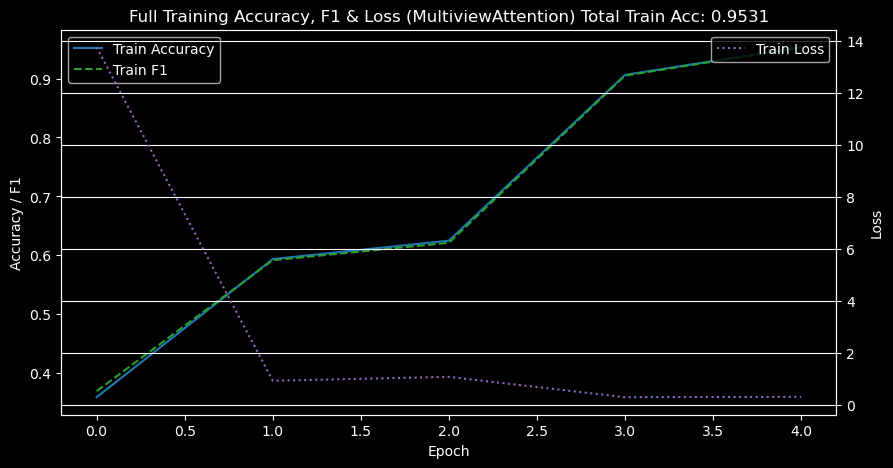 Full Training Accuracy, F1 & Loss (MultiviewAttention) Total Train Acc: 0.9531
Train Accuracy
Train F1
Train Loss
Accuracy / F1
0.9
0.8
0.7
0.6
0.5
0.4
14
12
10
8
6
4
2
0
Loss
0.0 0.5 1.0 1.5 2.0 2.5 3.0 3.5 4.0
Epoch